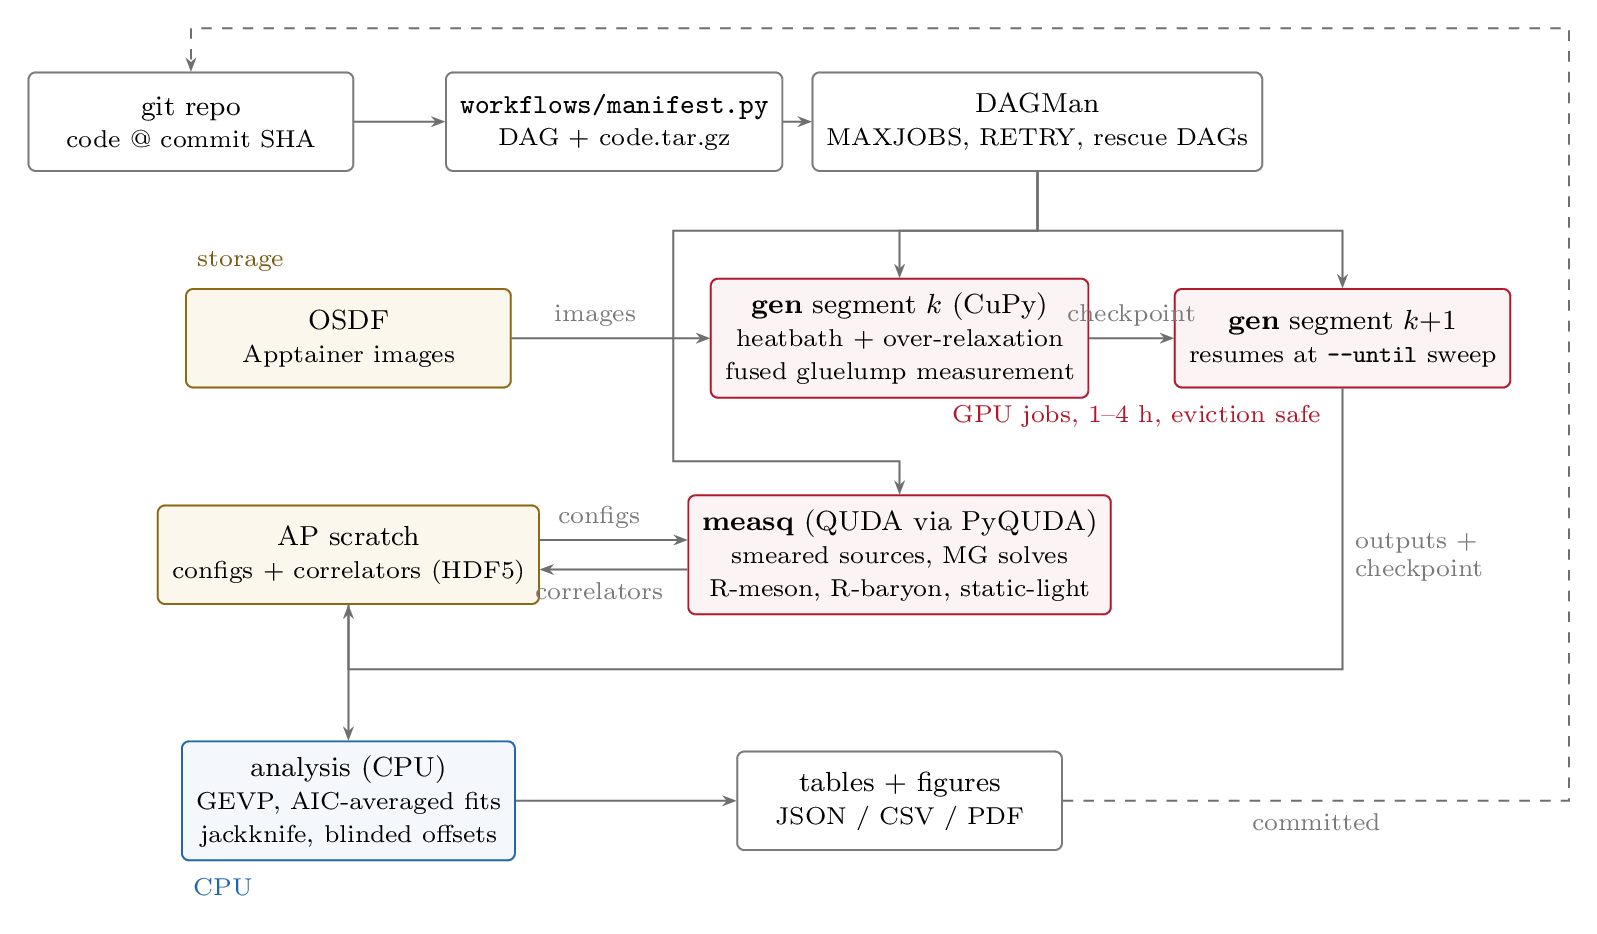 git repo
code @ commit SHA
workflows/manifest.py
DAG + code.tar.gz
DAGMan
MAXJOBS, RETRY, rescue DAGs
storage
OSDF
Apptainer images
images
gen segment k (CuPy)
heatbath + over-relaxation
fused gluelump measurement
checkpoint
gen segment k+1
resumes at --until sweep
GPU jobs, 1–4 h, eviction safe
AP scratch
configs + correlators (HDF5)
configs
correlators
measq (QUDA via PyQUDA)
smeared sources, MG solves
R-meson, R-baryon, static-light
outputs +
checkpoint
analysis (CPU)
GEVP, AIC-averaged fits
jackknife, blinded offsets
tables + figures
JSON / CSV / PDF
committed
CPU